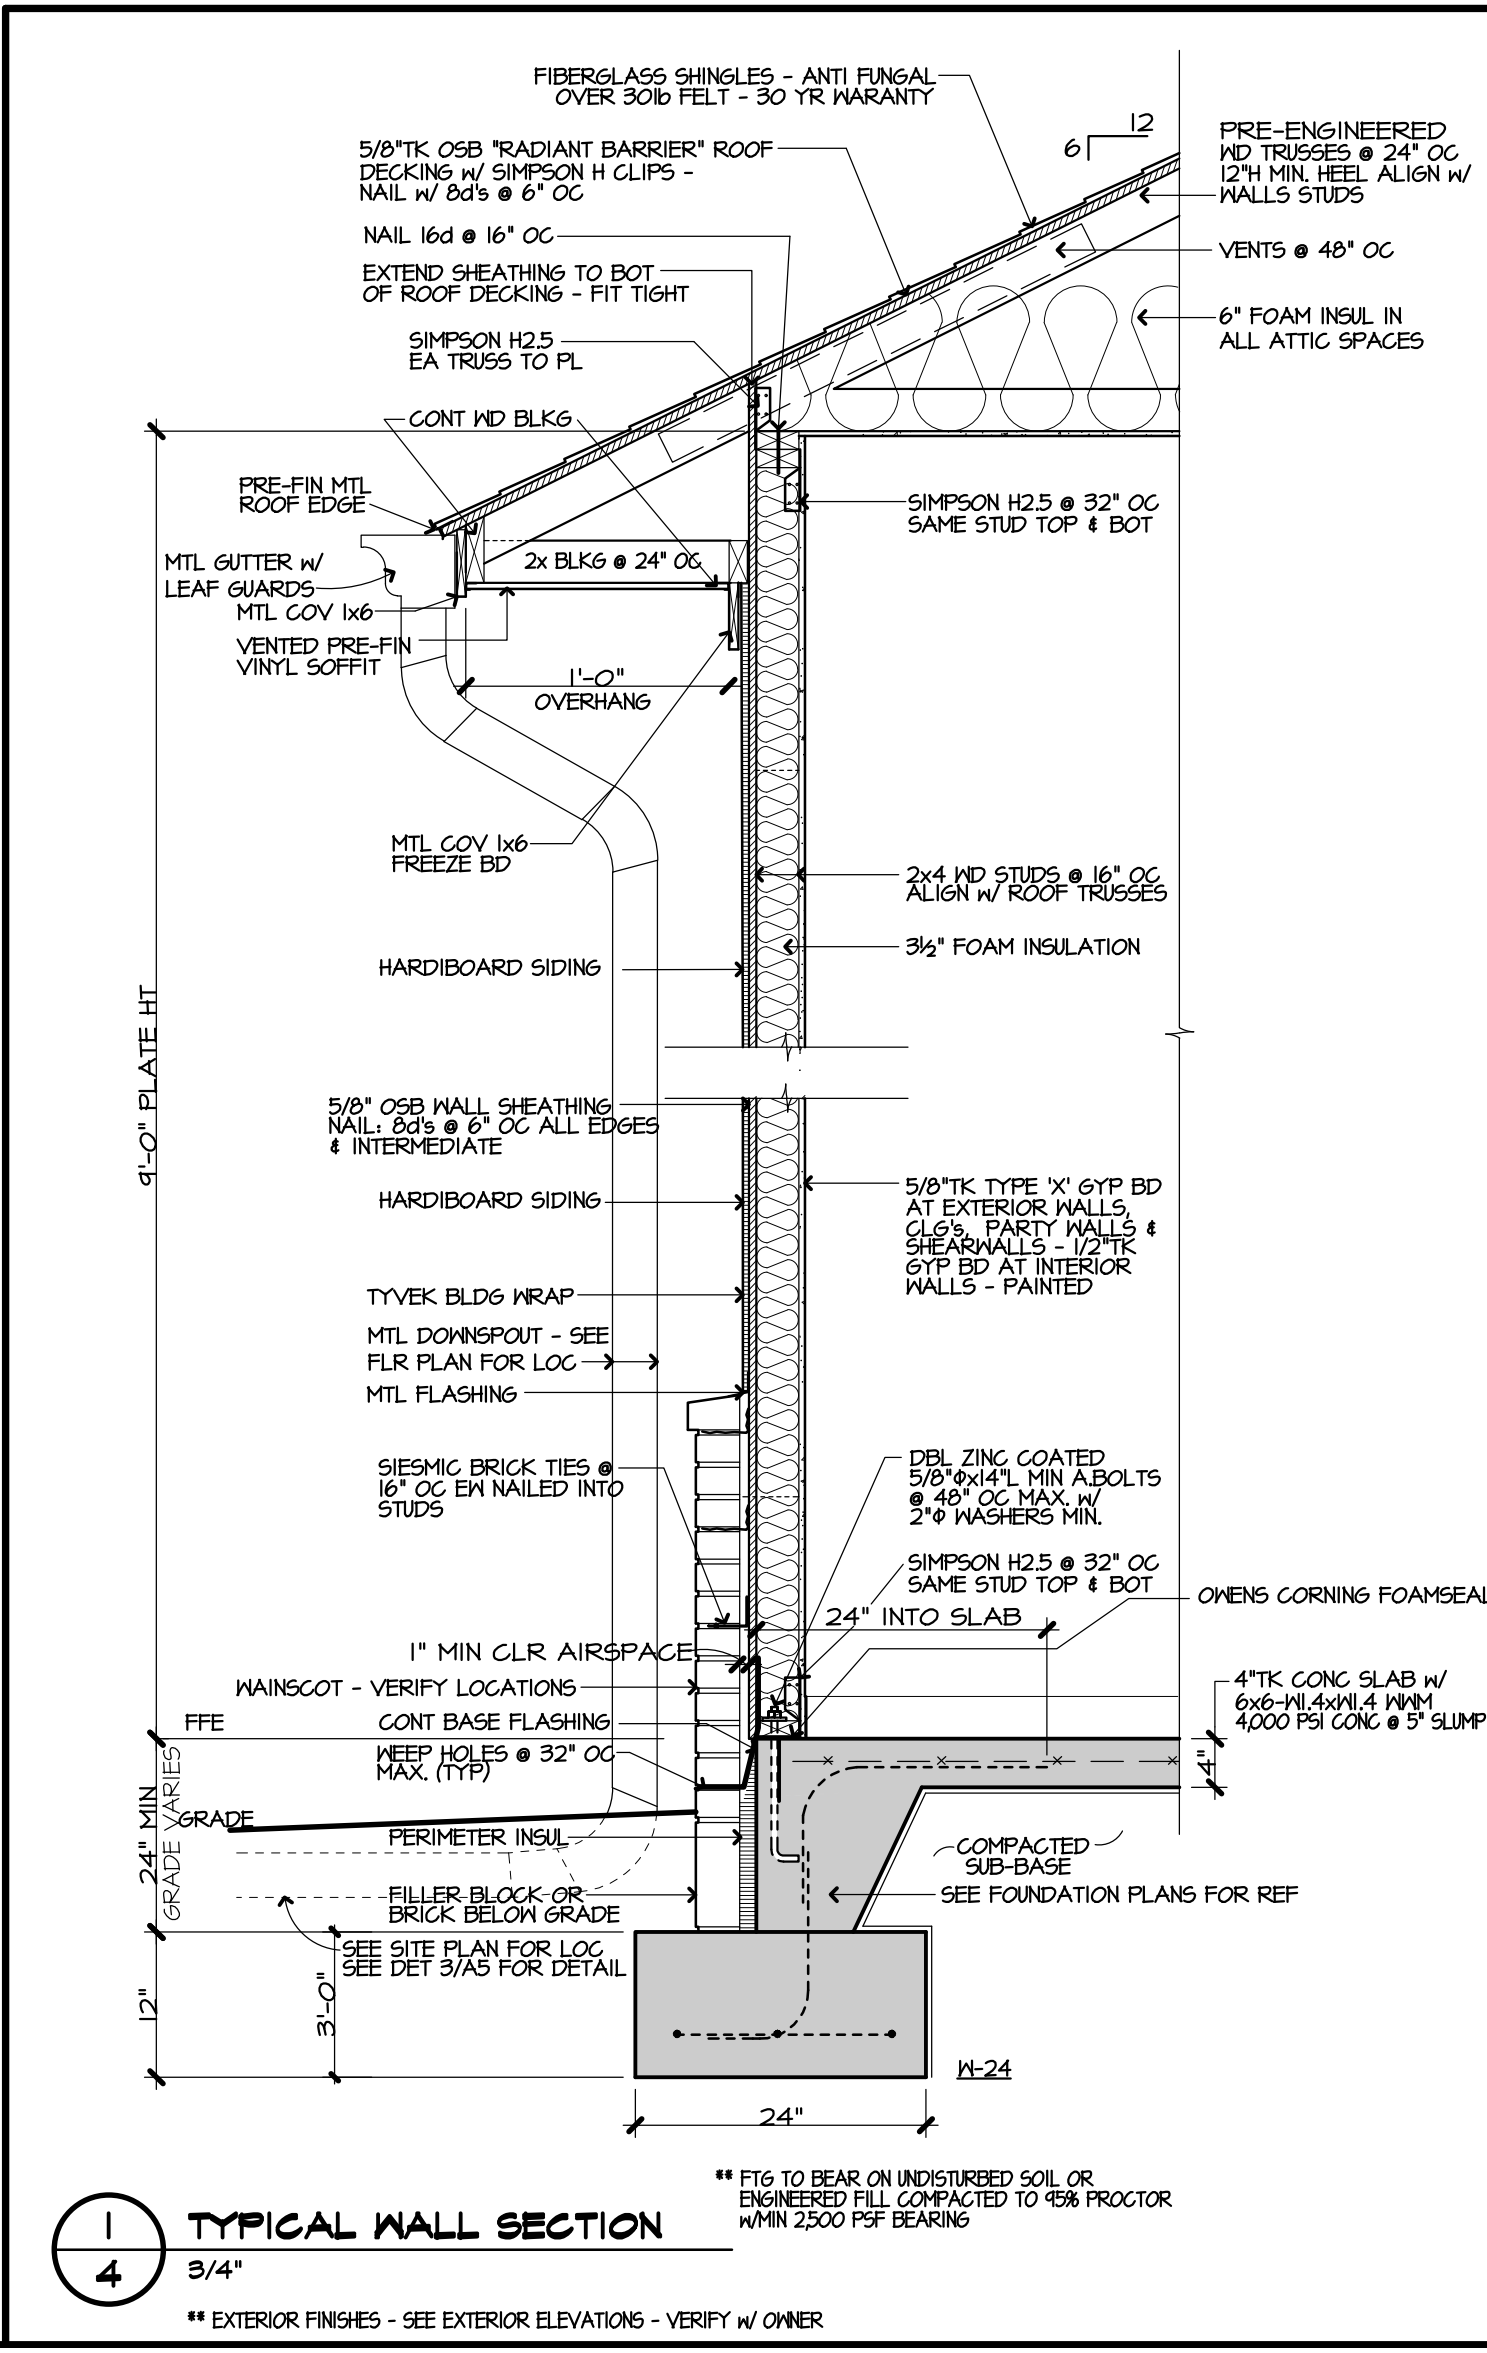 FIBERGLASS SHINGLES - ANTI FUNGAL
OVER 30lb FELT - 30 YR WARANTY
12
6
PRE-ENGINEERED
WD TRUSSES @ 24" OC
12"H MIN. HEEL ALIGN w/
WALLS STUDS
5/8"TK OSB "RADIANT BARRIER" ROOF
DECKING w/ SIMPSON H CLIPS -
NAIL w/ 8d's @ 6" OC
NAIL 16d @ 16" OC
VENTS @ 48" OC
EXTEND SHEATHING TO BOT
OF ROOF DECKING - FIT TIGHT
6" FOAM INSUL IN
ALL ATTIC SPACES
SIMPSON H2.5
EA TRUSS TO PL
CONT WD BLKG
PRE-FIN MTL
ROOF EDGE
SIMPSON H2.5 @ 32" OC
SAME STUD TOP & BOT
MTL GUTTER w/
LEAF GUARDS
2x BLKG @ 24" OC
MTL COV 1x6
VENTED PRE-FIN
VINYL SOFFIT
1'-0"
OVERHANG
MTL COV 1x6
FREEZE BD
2x4 WD STUDS @ 16" OC
ALIGN w/ ROOF TRUSSES
3½" FOAM INSULATION
HARDIBOARD SIDING
9'-0" PLATE HT
5/8" OSB WALL SHEATHING
NAIL: 8d's @ 6" OC ALL EDGES
& INTERMEDIATE
HARDIBOARD SIDING
5/8"TK TYPE 'X' GYP BD
AT EXTERIOR WALLS,
CLG's, PARTY WALLS &
SHEARWALLS - 1/2"TK
GYP BD AT INTERIOR
WALLS - PAINTED
TYVEK BLDG WRAP
MTL DOWNSPOUT - SEE
FLR PLAN FOR LOC
MTL FLASHING
SIESMIC BRICK TIES @
16" OC EW NAILED INTO
STUDS
DBL ZINC COATED
5/8"Φx14"L MIN A.BOLTS
@ 48" OC MAX. w/
2"Φ WASHERS MIN.
SIMPSON H2.5 @ 32" OC
SAME STUD TOP & BOT
OWENS CORNING FOAMSEAL
24" INTO SLAB
1" MIN CLR AIRSPACE
WAINSCOT - VERIFY LOCATIONS
4"TK CONC SLAB w/
6x6-W1.4xW1.4 WWM
4,000 PSI CONC @ 5" SLUMP
FFE
CONT BASE FLASHING
WEEP HOLES @ 32" OC
MAX. (TYP)
4"
24" MIN
GRADE VARIES
GRADE
PERIMETER INSUL
COMPACTED
SUB-BASE
FILLER BLOCK OR
BRICK BELOW GRADE
SEE FOUNDATION PLANS FOR REF
SEE SITE PLAN FOR LOC
SEE DET 3/A5 FOR DETAIL
12"
3'-0"
W-24
24"
** FTG TO BEAR ON UNDISTURBED SOIL OR
ENGINEERED FILL COMPACTED TO 95% PROCTOR
w/MIN 2,500 PSF BEARING
1
4
TYPICAL WALL SECTION
3/4"
** EXTERIOR FINISHES - SEE EXTERIOR ELEVATIONS - VERIFY w/ OWNER